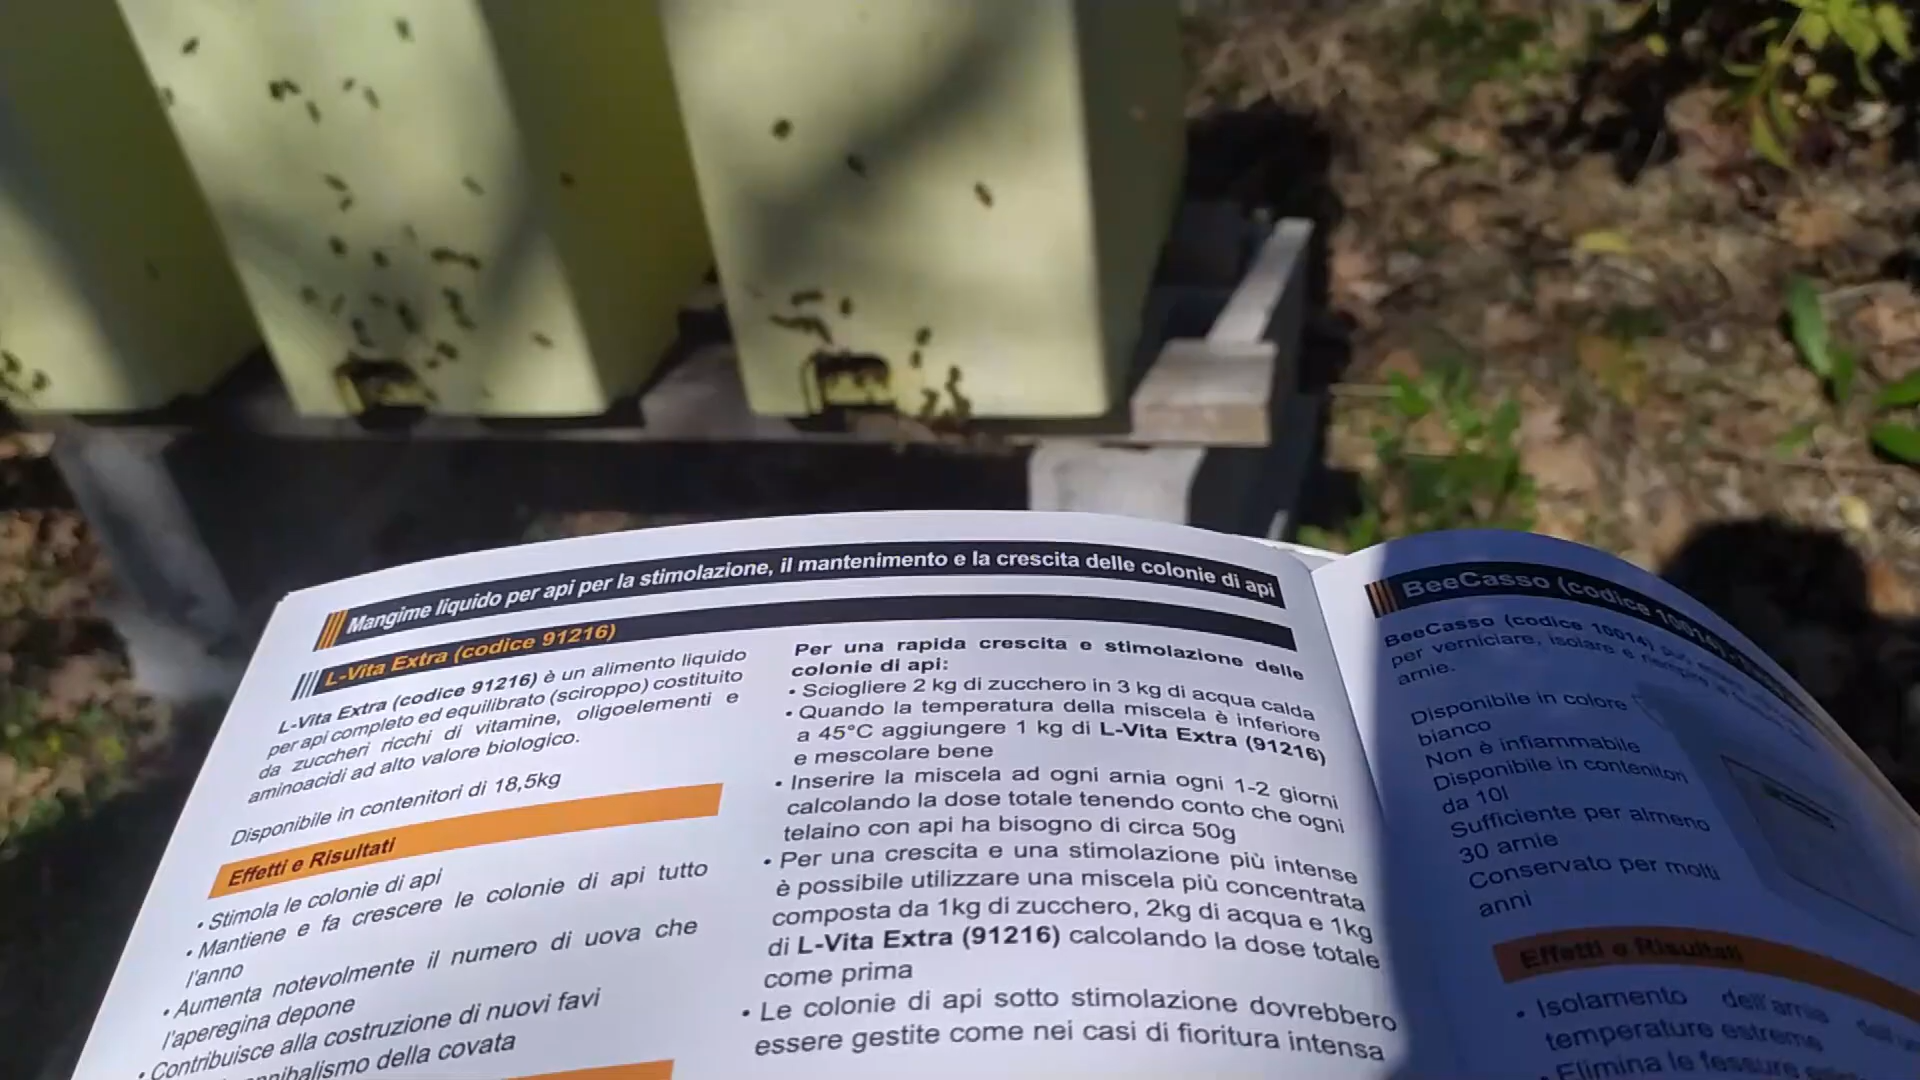 Mangime liquido per api per la stimolazione, il mantenimento e la crescita delle colonie di api
L-Vita Extra (codice 91216)
L-Vita Extra (codice 91216) è un alimento liquido
per api completo ed equilibrato (sciroppo) costituito
da zuccheri ricchi di vitamine, oligoelementi e
aminoacidi ad alto valore biologico.
Disponibile in contenitori di 18,5kg
Effetti e Risultati
• Stimola le colonie di api
• Mantiene e fa crescere le colonie di api tutto
l'anno
• Aumenta notevolmente il numero di uova che
l'aperegina depone
• Contribuisce alla costruzione di nuovi favi
della covata
Per una rapida crescita e stimolazione delle
colonie di api:
• Sciogliere 2 kg di zucchero in 3 kg di acqua calda
• Quando la temperatura della miscela è inferiore
a 45°C aggiungere 1 kg di L-Vita Extra (91216)
e mescolare bene
• Inserire la miscela ad ogni arnia ogni 1-2 giorni
calcolando la dose totale tenendo conto che ogni
telaino con api ha bisogno di circa 50g
• Per una crescita e una stimolazione più intense
è possibile utilizzare una miscela più concentrata
composta da 1kg di zucchero, 2kg di acqua e 1kg
di L-Vita Extra (91216) calcolando la dose totale
come prima
• Le colonie di api sotto stimolazione dovrebbero
essere gestite come nei casi di fioritura intensa
BeeCasso (codice 10014)
BeeCasso (codice 10014)
per verniciare, isolare e
arnie.
Disponibile in colore
bianco
Non è infiammabile
Disponibile in contenitori
da 10l
Sufficiente per almeno
30 arnie
Conservato per molti
anni
Effetti e Risultati
• Isolamento dell'arnia
temperature estreme
• Elimina le fessure